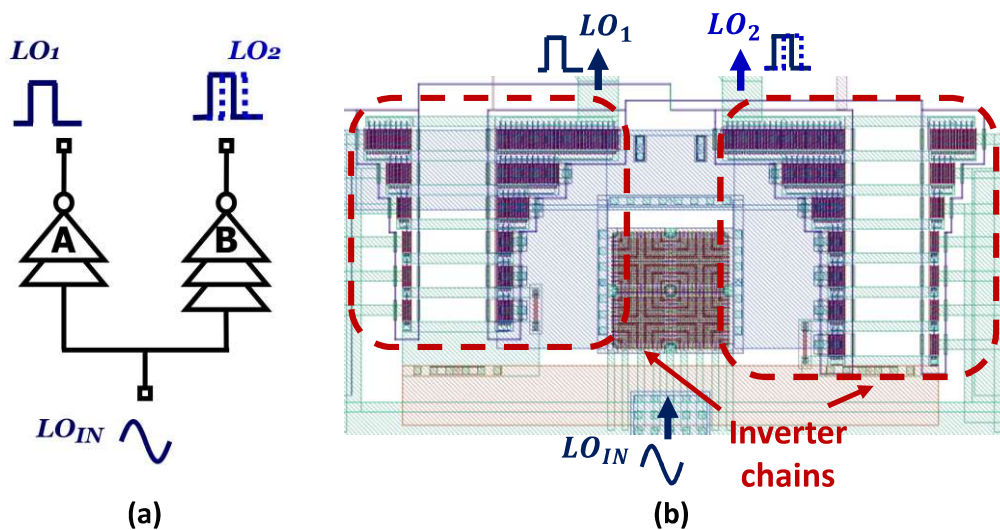 LO1
LO2
A
B
LOIN
(a)
LO1
LO2
LOIN
Inverter
chains
(b)